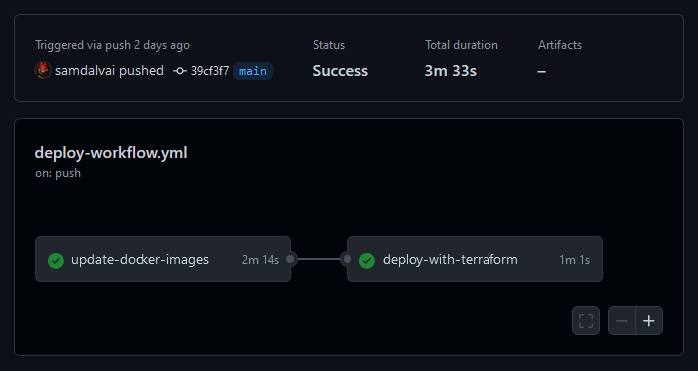 Triggered via push 2 days ago
samdalvai pushed 39cf3f7 main
Status
Success
Total duration
3m 33s
Artifacts
–
deploy-workflow.yml
on: push
update-docker-images 2m 14s
deploy-with-terraform 1m 1s